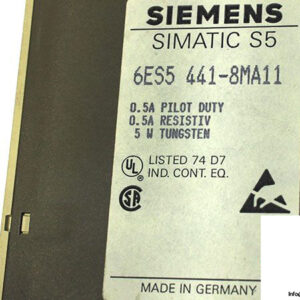 SIEMENS
SIMATIC S5
6ES5 441-8MA11
0.5A PILOT DUTY
0.5A RESISTIV
5 W TUNGSTEN
UL
LISTED 74 D7
IND. CONT. EQ.
SA
MADE IN GERMANY